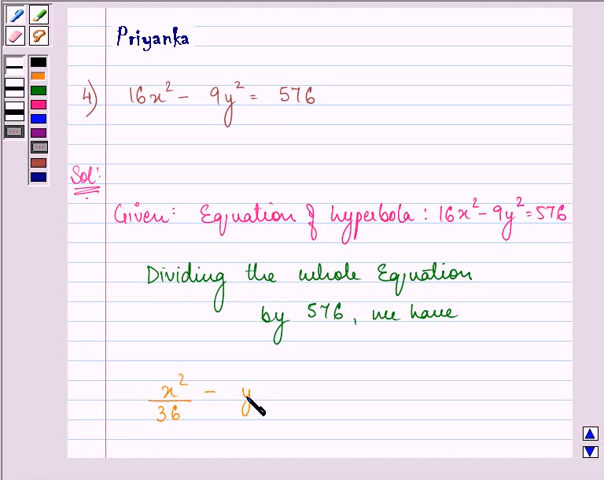 Priyanka
4) 16x² - 9y² = 576
Sol:
Given: Equation of hyperbola : 16x² - 9y² = 576
Dividing the whole Equation
by 576, we have
x²/36 - y